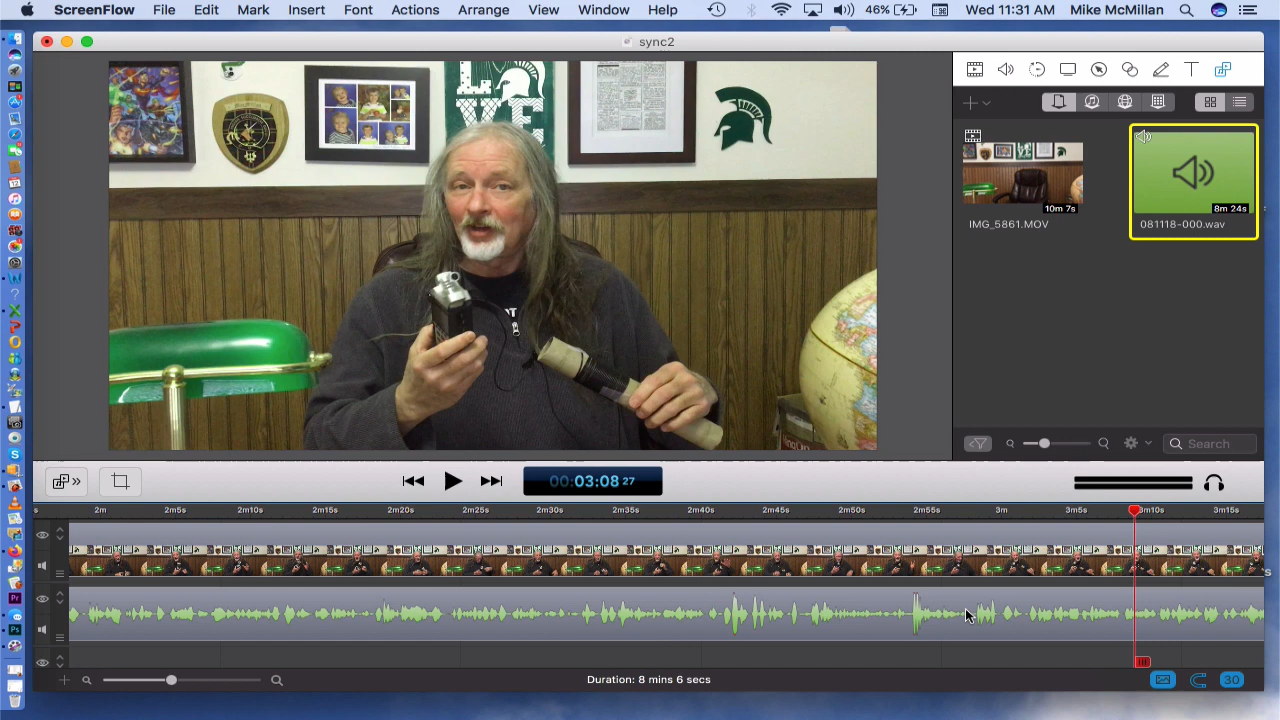 ScreenFlow File Edit Mark Insert Font Actions Arrange View Window Help 46% Wed 11:31 AM Mike McMillan
sync2
10m 7s
8m 24s
IMG_5861.MOV
081118-000.wav
Search
00:03:08 27
s 2m 2m5s 2m10s 2m15s 2m20s 2m25s 2m30s 2m35s 2m40s 2m45s 2m50s 2m55s 3m 3m5s 3m10s 3m15s
Duration: 8 mins 6 secs
30